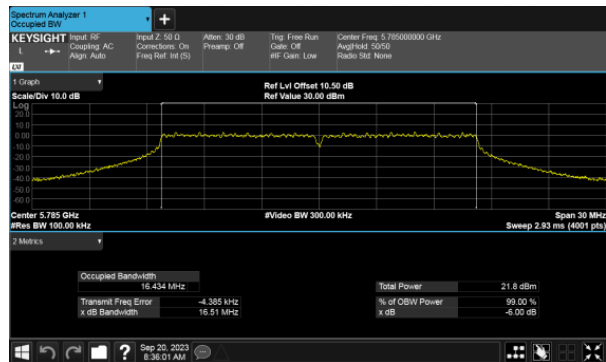 Spectrum Analyzer 1
Occupied BW
KEYSIGHT Input: RF Input Z: 50 Ω Atten: 30 dB Trig: Free Run Center Freq: 5.785000000 GHz
L Coupling: AC Corrections: On Preamp: Off Gate: Off Avg|Hold: 50/50
Align: Auto Freq Ref: Int (S) #IF Gain: Low Radio Std: None
LXI
1 Graph Ref Lvl Offset 10.50 dB
Scale/Div 10.0 dB Ref Value 30.00 dBm
Log
20.0
10.0
0.00
-10.0
-20.0
-30.0
-40.0
-50.0
-60.0
Center 5.785 GHz #Video BW 300.00 kHz Span 30 MHz
#Res BW 100.00 kHz Sweep 2.93 ms (4001 pts)
2 Metrics
Occupied Bandwidth
16.434 MHz Total Power 21.8 dBm
Transmit Freq Error -4.385 kHz % of OBW Power 99.00 %
x dB Bandwidth 16.51 MHz x dB -6.00 dB
Sep 20, 2023
8:36:01 AM